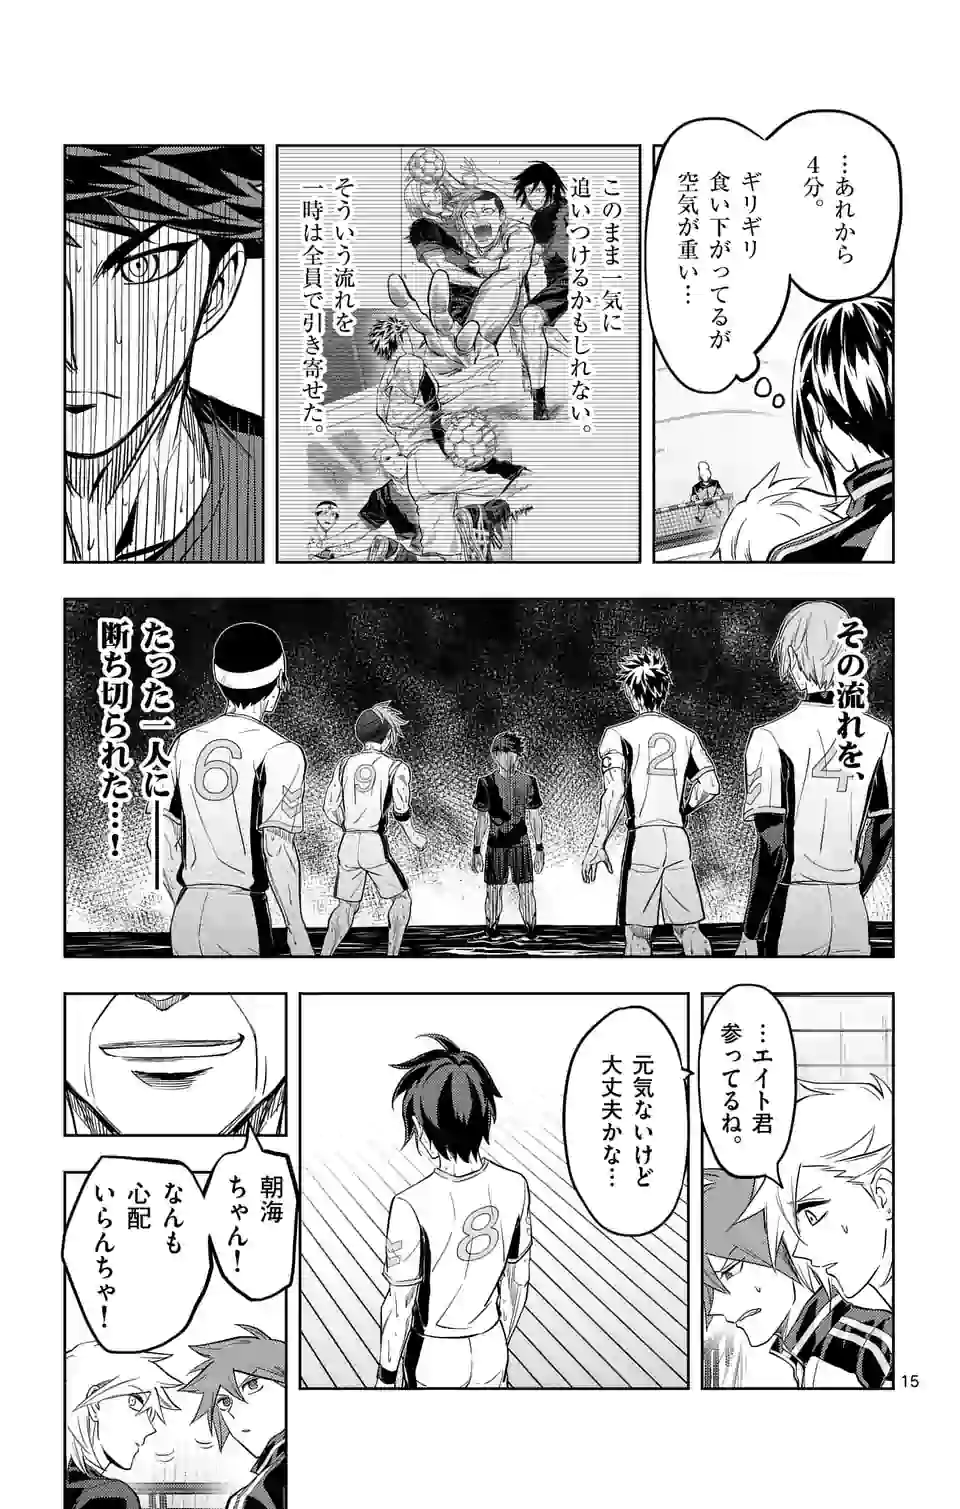 …あれから
4分。
ギリギリ
食い下がってるが
空気が重い…
このまま一気に
追いつけるかもしれない。
そういう流れを
一時は全員で引き寄せた。
その流れを、
たった一人に――
断ち切られた…！
4
2
9
6
…エイト君
参ってるね。
元気ないけど
大丈夫かな…
8
朝海
ちゃん！
なんも
心配
いらんちゃ！
15